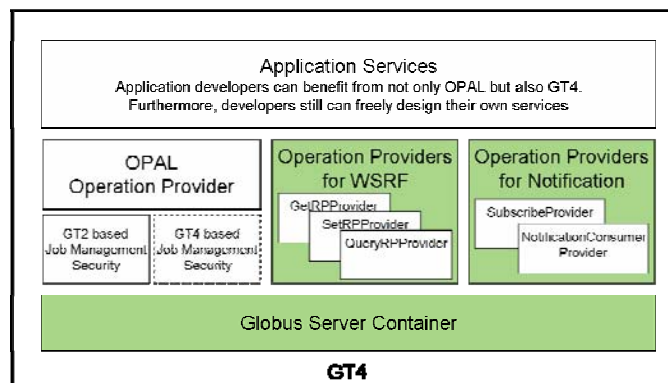 Application Services
Application developers can benefit from not only OPAL but also GT4.
Furthermore, developers still can freely design their own services
OPAL
Operation Provider
GT2 based
Job Management
Security
GT4 based
Job Management
Security
Operation Providers
for WSRF
GetRPProvider
SetRPProvider
QueryRPProvider
Operation Providers
for Notification
SubscribeProvider
NotificationConsumer
Provider
Globus Server Container
GT4